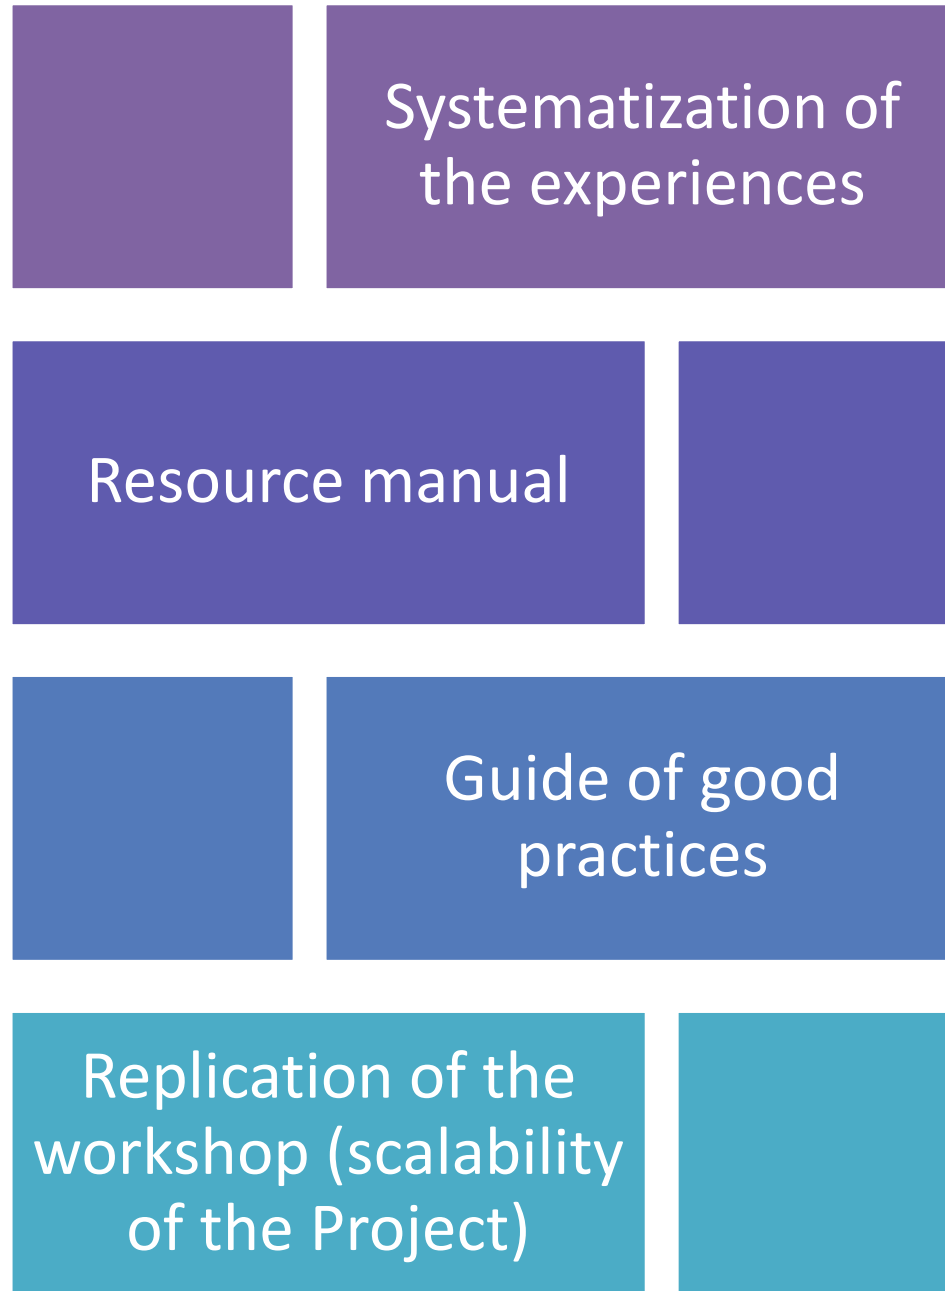 Systematization of
the experiences
Resource manual
Guide of good
practices
Replication of the
workshop (scalability
of the Project)